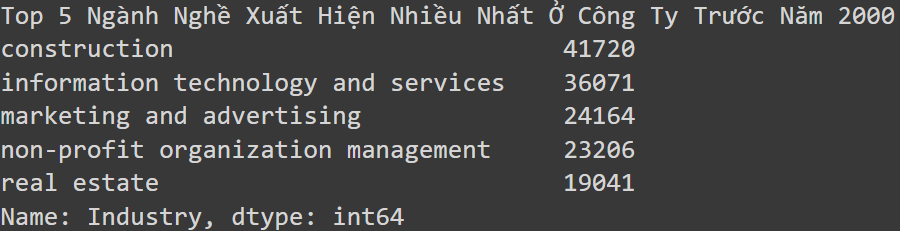 Top 5 Ngành Nghề Xuất Hiện Nhiều Nhất Ở Công Ty Trước Năm 2000
construction 41720
information technology and services 36071
marketing and advertising 24164
non-profit organization management 23206
real estate 19041
Name: Industry, dtype: int64